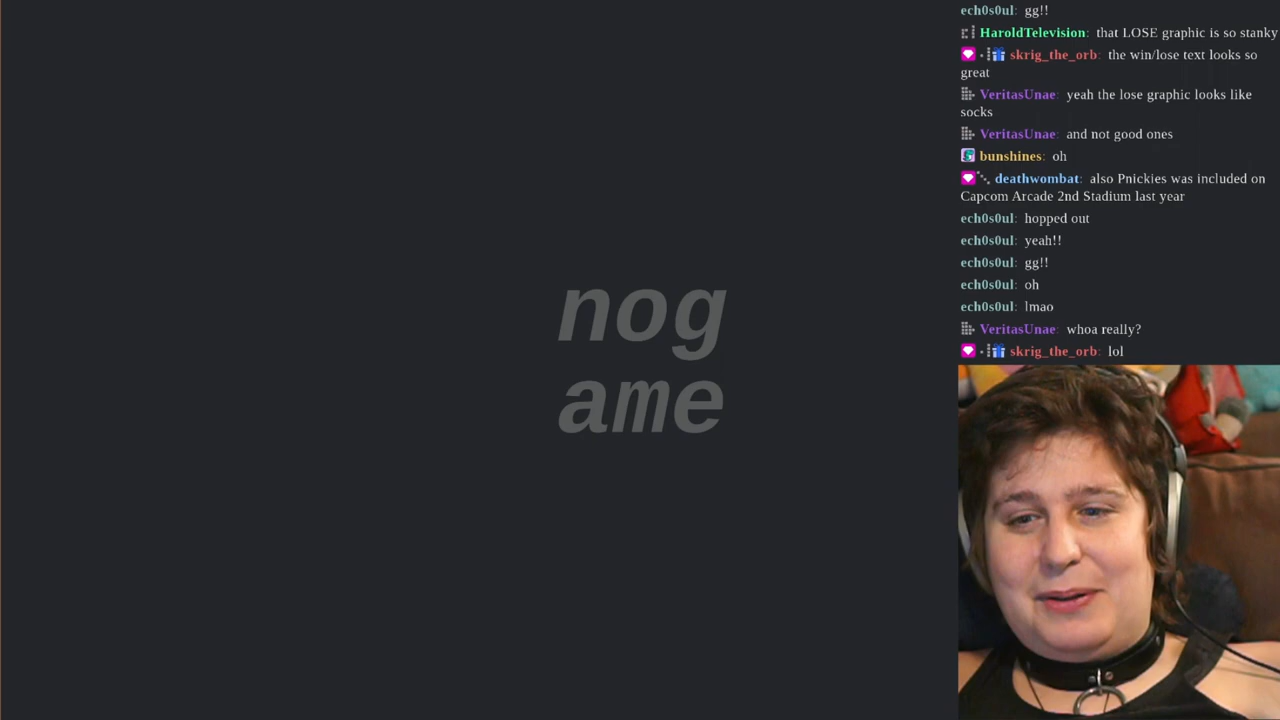 ech0s0ul: gg!!
HaroldTelevision: that LOSE graphic is so stanky
skrig_the_orb: the win/lose text looks so
great
VeritasUnae: yeah the lose graphic looks like
socks
VeritasUnae: and not good ones
bunshines: oh
deathwombat: also Pnickies was included on
Capcom Arcade 2nd Stadium last year
ech0s0ul: hopped out
ech0s0ul: yeah!!
ech0s0ul: gg!!
ech0s0ul: oh
ech0s0ul: lmao
VeritasUnae: whoa really?
skrig_the_orb: lol
nog
ame